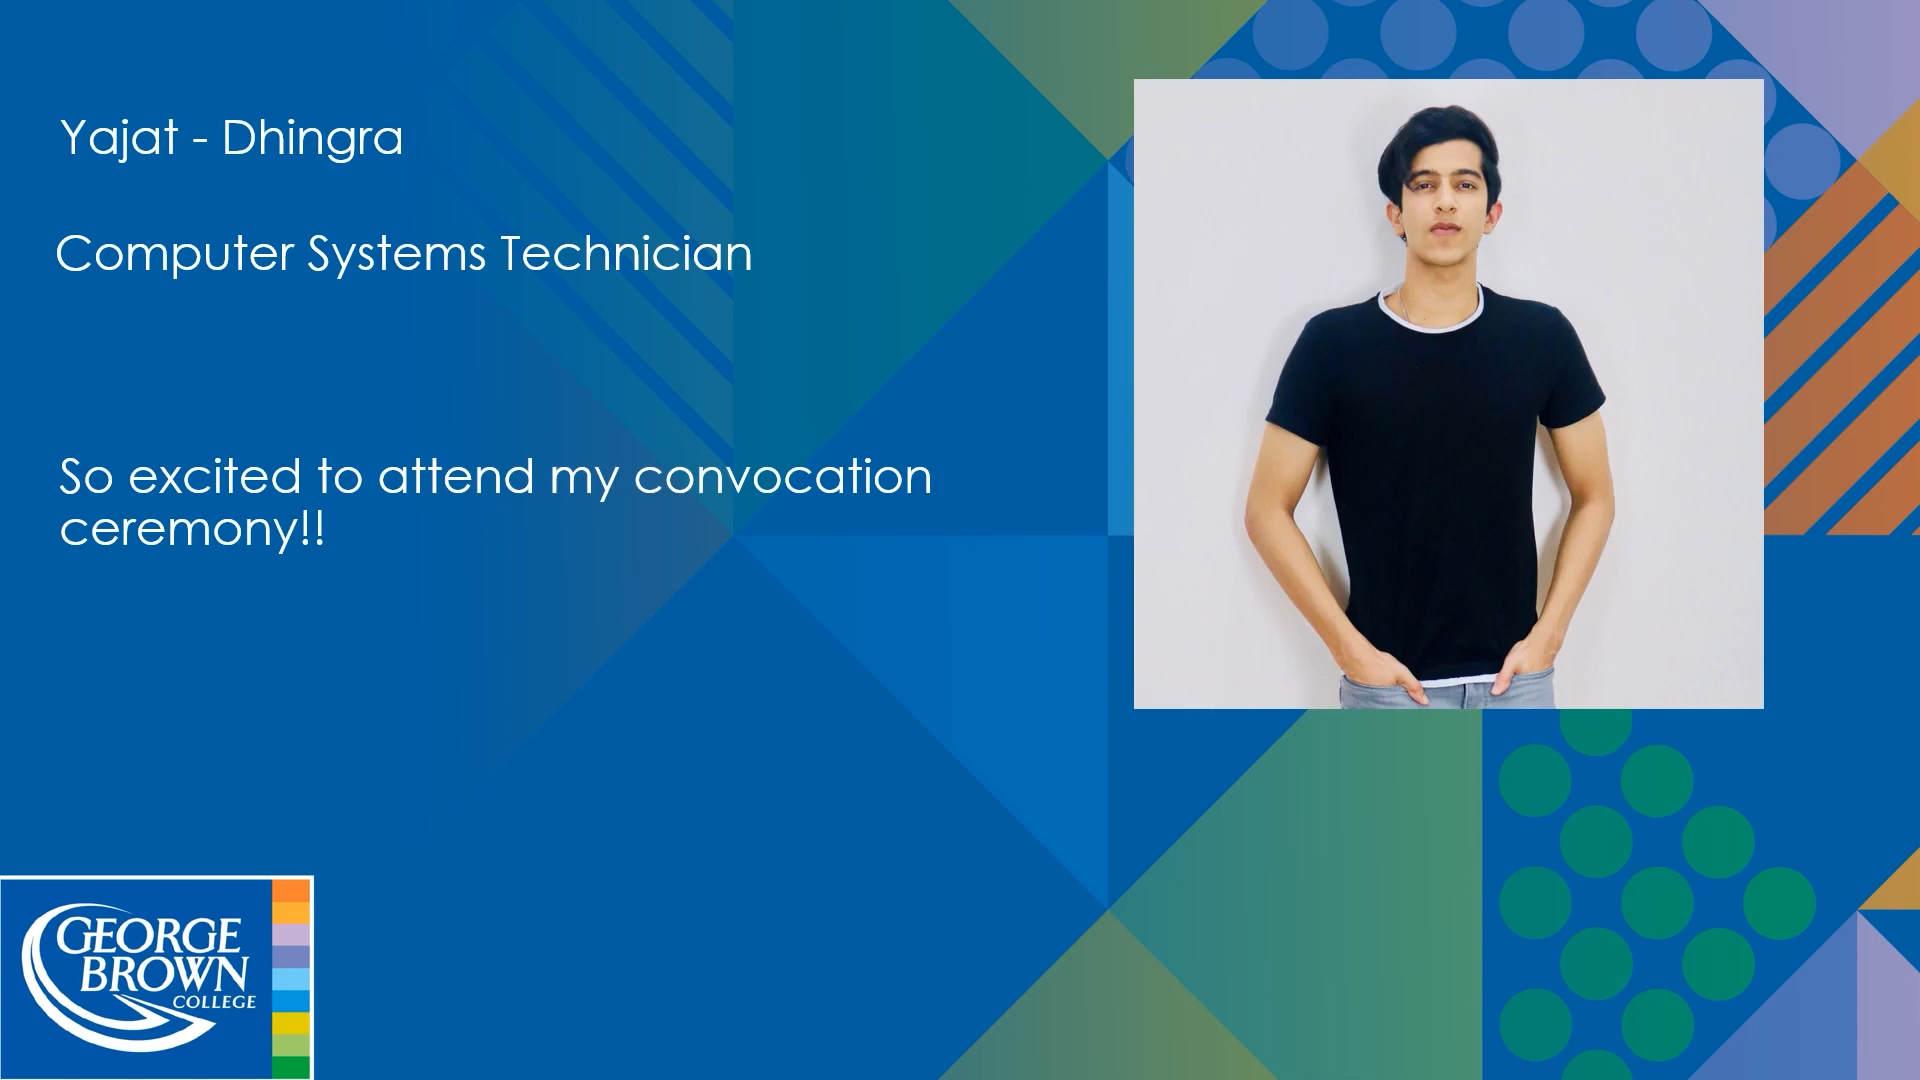 Yajat - Dhingra
Computer Systems Technician
So excited to attend my convocation
ceremony!!
GEORGE
BROWN
COLLEGE